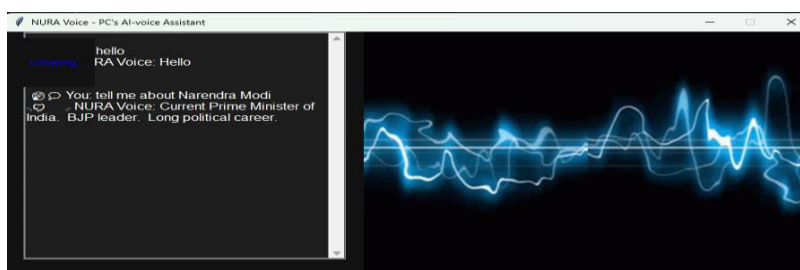 NURA Voice - PC's AI-voice Assistant
hello
Listening...
RA Voice: Hello
You: tell me about Narendra Modi
NURA Voice: Current Prime Minister of
India.  BJP leader.  Long political career.